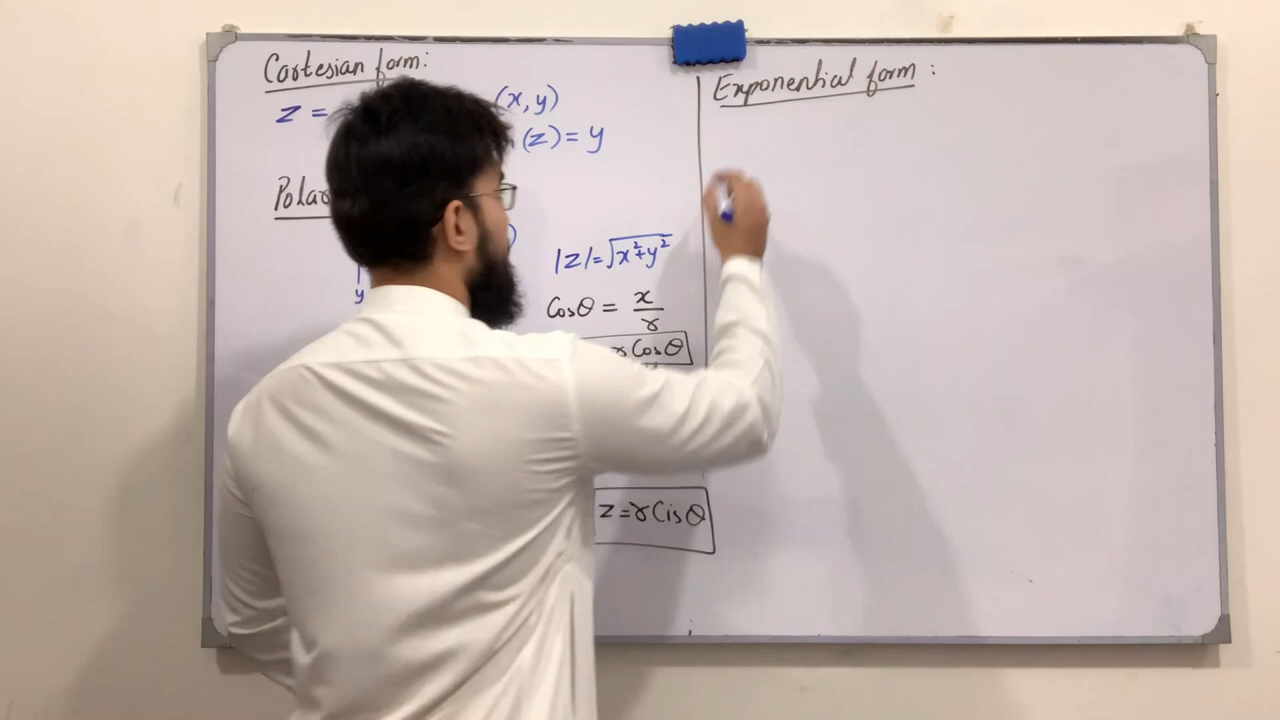 Cartesian form:
z = (x, y)
(z) = y
Polar
y
|z| = √x²+y²
Cosθ = x/r
r Cosθ
z = r Cisθ
Exponential form :